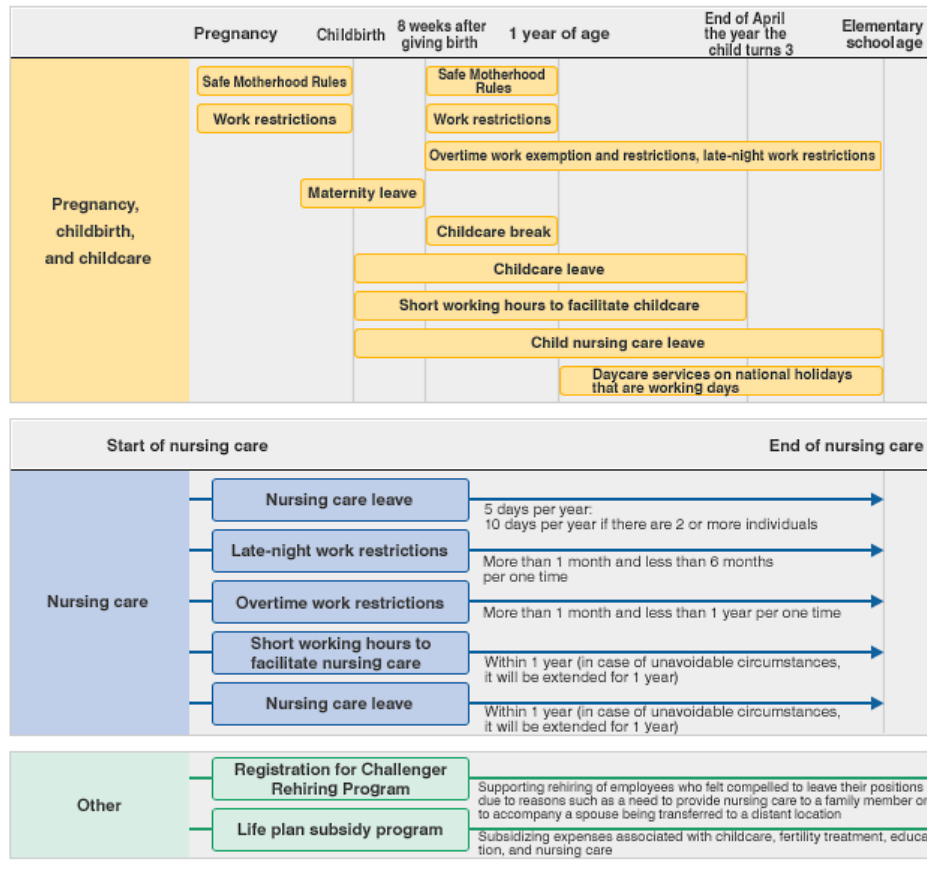 Pregnancy
Childbirth
8 weeks after
giving birth
1 year of age
End of April
the year the
child turns 3
Elementary
school age
Pregnancy,
childbirth,
and childcare
Safe Motherhood Rules
Safe Motherhood
Rules
Work restrictions
Work restrictions
Overtime work exemption and restrictions, late-night work restrictions
Maternity leave
Childcare break
Childcare leave
Short working hours to facilitate childcare
Child nursing care leave
Daycare services on national holidays
that are working days
Start of nursing care
End of nursing care
Nursing care
Nursing care leave
5 days per year:
10 days per year if there are 2 or more individuals
Late-night work restrictions
More than 1 month and less than 6 months
per one time
Overtime work restrictions
More than 1 month and less than 1 year per one time
Short working hours to
facilitate nursing care
Within 1 year (in case of unavoidable circumstances,
it will be extended for 1 year)
Nursing care leave
Within 1 year (in case of unavoidable circumstances,
it will be extended for 1 year)
Other
Registration for Challenger
Rehiring Program
Supporting rehiring of employees who felt compelled to leave their positions
due to reasons such as a need to provide nursing care to a family member or
to accompany a spouse being transferred to a distant location
Life plan subsidy program
Subsidizing expenses associated with childcare, fertility treatment, educa
tion, and nursing care